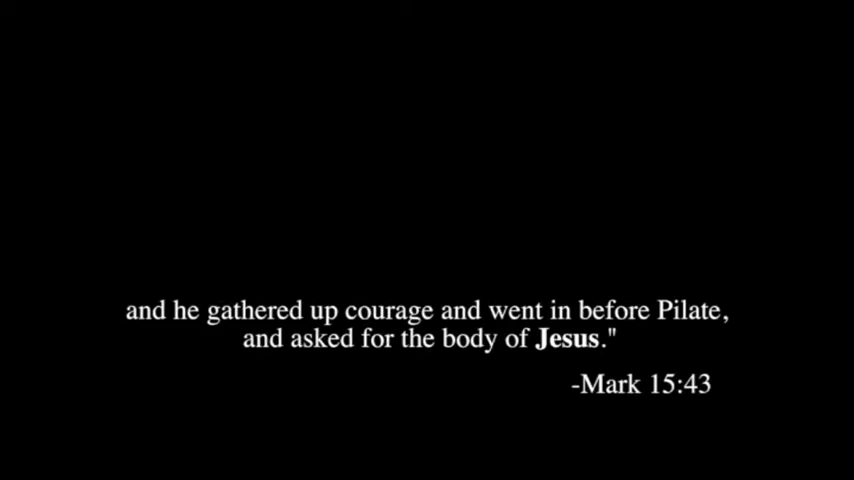 and he gathered up courage and went in before Pilate,
and asked for the body of Jesus."
-Mark 15:43